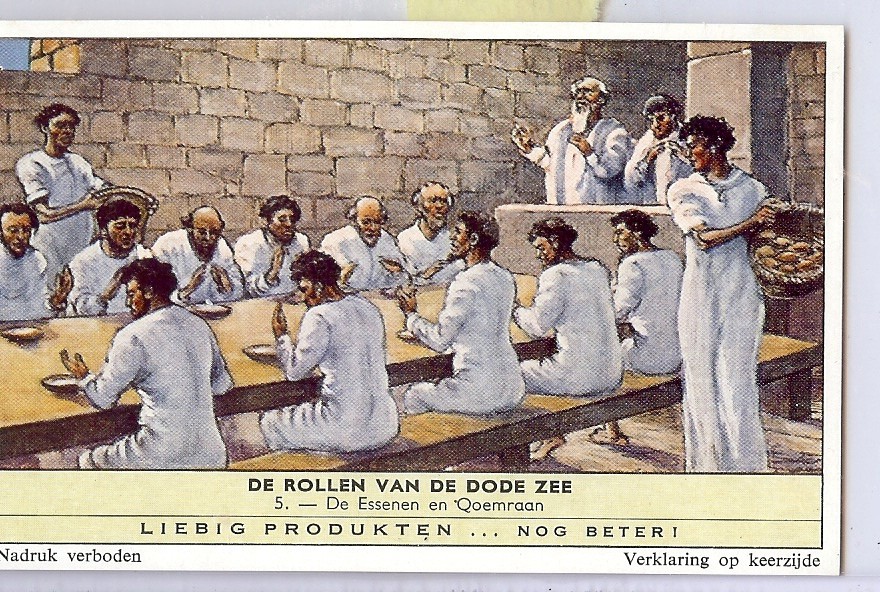 DE ROLLEN VAN DE DODE ZEE
5. — De Essenen en Qoemraan
LIEBIG PRODUKTEN ... NOG BETER!
Nadruk verboden
Verklaring op keerzijde